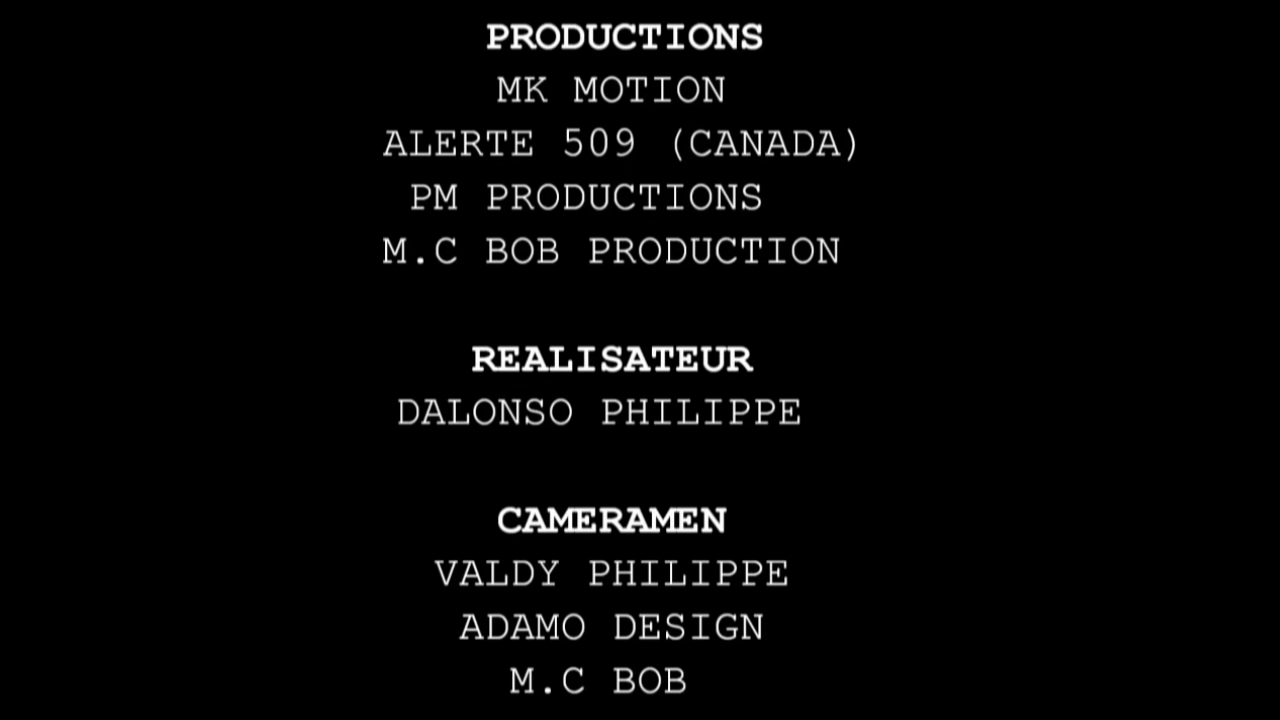 PRODUCTIONS
MK MOTION
ALERTE 509 (CANADA)
PM PRODUCTIONS
M.C BOB PRODUCTION
REALISATEUR
DALONSO PHILIPPE
CAMERAMEN
VALDY PHILIPPE
ADAMO DESIGN
M.C BOB